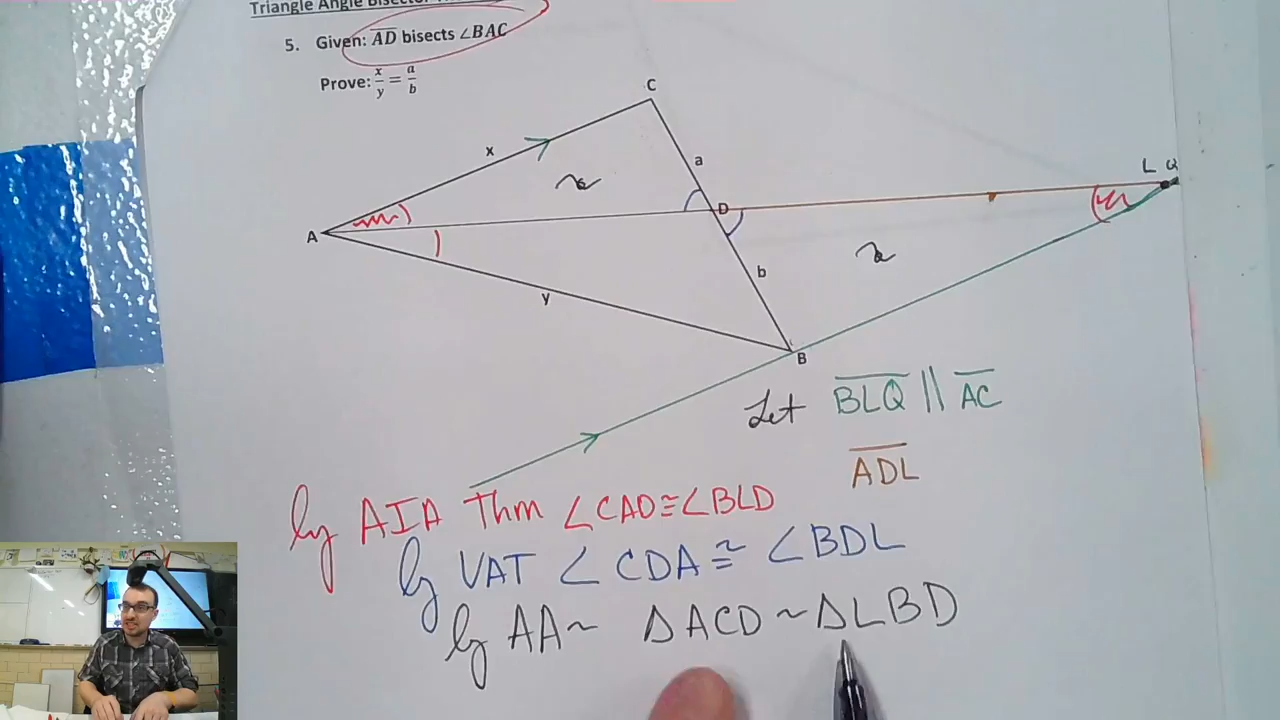 Triangle Angle Bisector
5. Given: AD bisects ∠BAC
Prove: x/y = a/b
C
x
a
L Q
A
D
b
y
B
Let BLQ || AC
ADL
by AIA Thm ∠CAD≅∠BLD
by VAT ∠CDA ≅ ∠BDL
by AA~ △ACD ~ △LBD